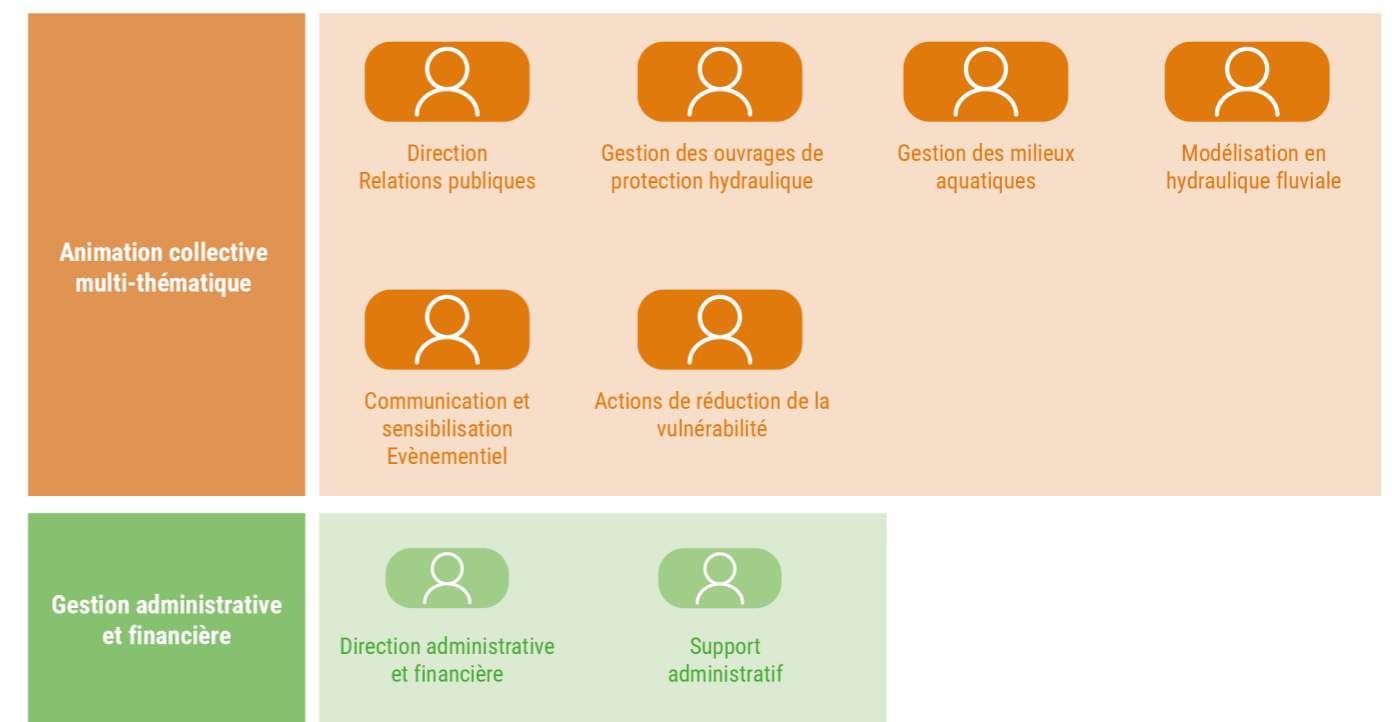 Animation collective
multi-thématique
Direction
Relations publiques
Gestion des ouvrages de
protection hydraulique
Gestion des milieux
aquatiques
Modélisation en
hydraulique fluviale
Communication et
sensibilisation
Evènementiel
Actions de réduction de la
vulnérabilité
Gestion administrative
et financière
Direction administrative
et financière
Support
administratif